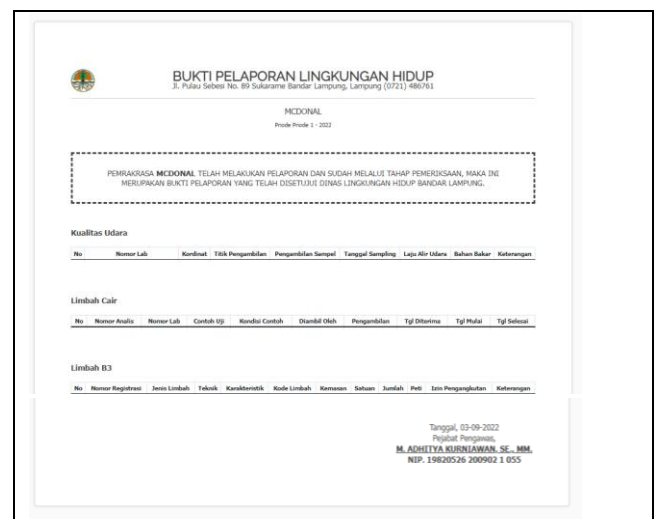 BUKTI PELAPORAN LINGKUNGAN HIDUP
Jl. Pulau Sebesi No. 89 Sukarame Bandar Lampung, Lampung (0721) 486761
MCDONAL
Priode Priode 1 - 2022
PEMRAKRASA MCDONAL TELAH MELAKUKAN PELAPORAN DAN SUDAH MELALUI TAHAP PEMERIKSAAN, MAKA INI
MERUPAKAN BUKTI PELAPORAN YANG TELAH DISETUJUI DINAS LINGKUNGAN HIDUP BANDAR LAMPUNG.
Kualitas Udara
No Nomor Lab Kordinat Titik Pengambilan Pengambilan Sampel Tanggal Sampling Laju Alir Udara Bahan Bakar Keterangan
Limbah Cair
No Nomor Analis Nomor Lab Contoh Uji Kondisi Contoh Diambil Oleh Pengambilan Tgl Diterima Tgl Mulai Tgl Selesai
Limbah B3
No Nomor Registrasi Jenis Limbah Teknik Karakteristik Kode Limbah Kemasan Satuan Jumlah Peti Izin Pengangkutan Keterangan
Tanggal, 03-09-2022
Pejabat Pengawas,
M. ADHITYA KURNIAWAN, SE., MM.
NIP. 19820526 200902 1 055